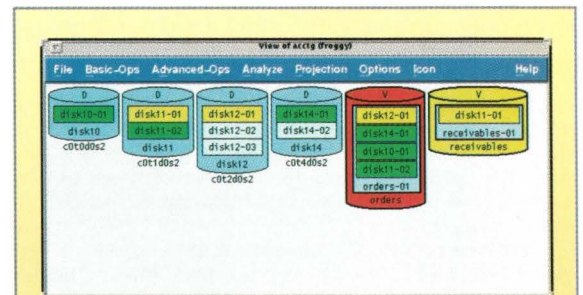 View of acctg (froggy)
File Basic-Ops Advanced-Ops Analyze Projection Options Icon Help
D D D D V V
disk10-01 disk11-01 disk12-01 disk14-01 disk12-01 disk11-01
disk10 disk11-02 disk12-02 disk14-02 disk14-01 receivables-01
c0t0d0s2 disk11 disk12-03 disk14 disk10-01 receivables
c0t1d0s2 disk12 c0t4d0s2 disk11-02
c0t2d0s2 orders-01
orders